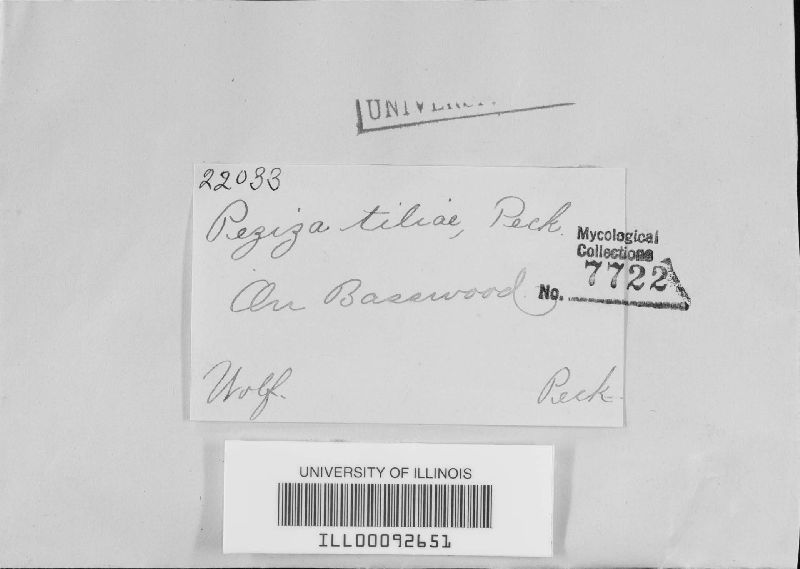 22033
Peziza tiliae, Peck.
Mycological
Collections
No. 7722
On Basswood.
Wolf. Peck.
UNIVERSITY OF ILLINOIS
ILL00092651